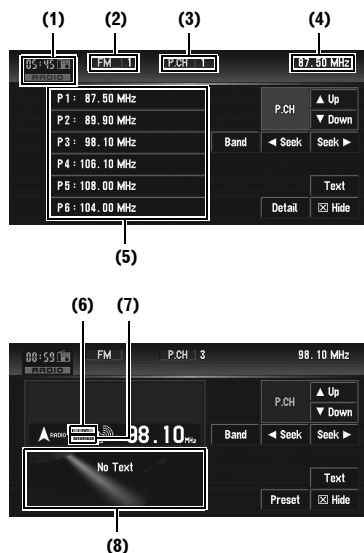 (1) (2) (3) (4)
05:45 FM 1 P.CH 1 87.50 MHz
RADIO
P1 : 87.50 MHz
P2 : 89.90 MHz
P3 : 98.10 MHz
P4 : 106.10 MHz
P5 : 108.00 MHz
P6 : 104.00 MHz
P.CH ▲ Up
▼ Down
Band ◄ Seek Seek ►
Text
Detail ☒ Hide
(5)
(6) (7)
00:59 FM P.CH 3 98.10 MHz
RADIO
P.CH ▲ Up
▼ Down
RADIO 98.10 MHz Band ◄ Seek Seek ►
No Text
Text
Preset ☒ Hide
(8)